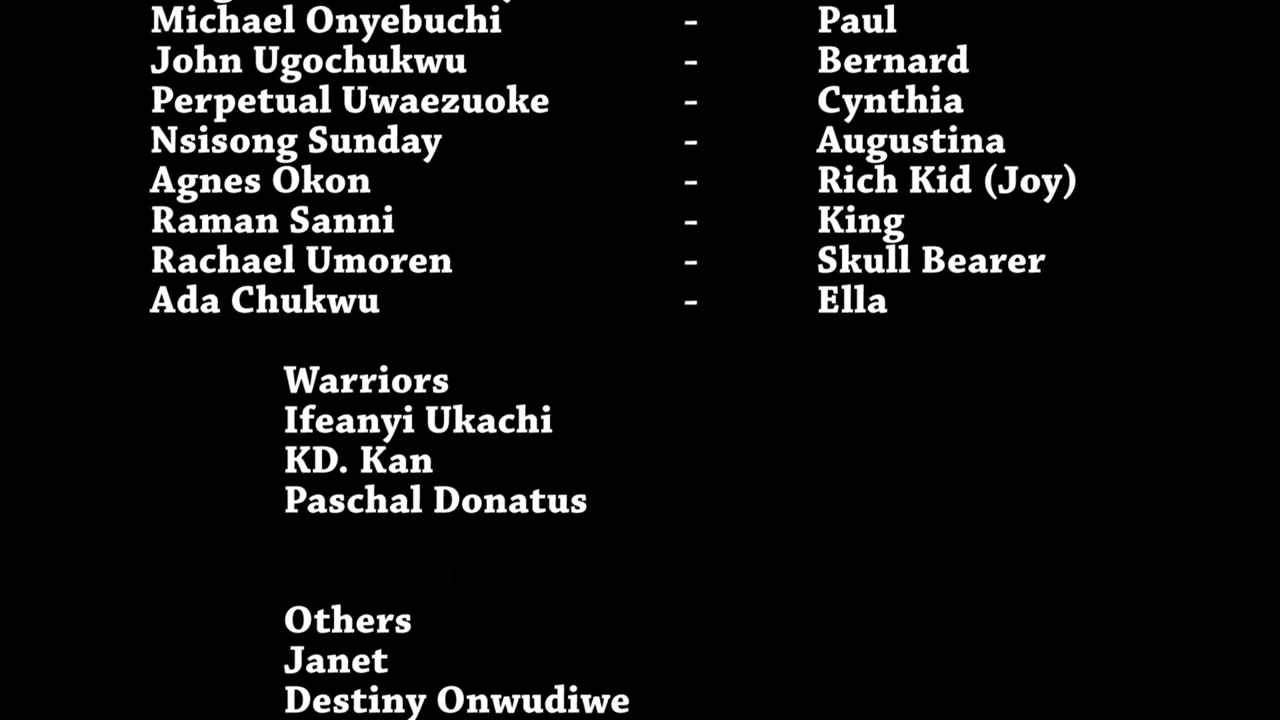 Michael Onyebuchi - Paul
John Ugochukwu - Bernard
Perpetual Uwaezuoke - Cynthia
Nsisong Sunday - Augustina
Agnes Okon - Rich Kid (Joy)
Raman Sanni - King
Rachael Umoren - Skull Bearer
Ada Chukwu - Ella
Warriors
Ifeanyi Ukachi
KD. Kan
Paschal Donatus
Others
Janet
Destiny Onwudiwe